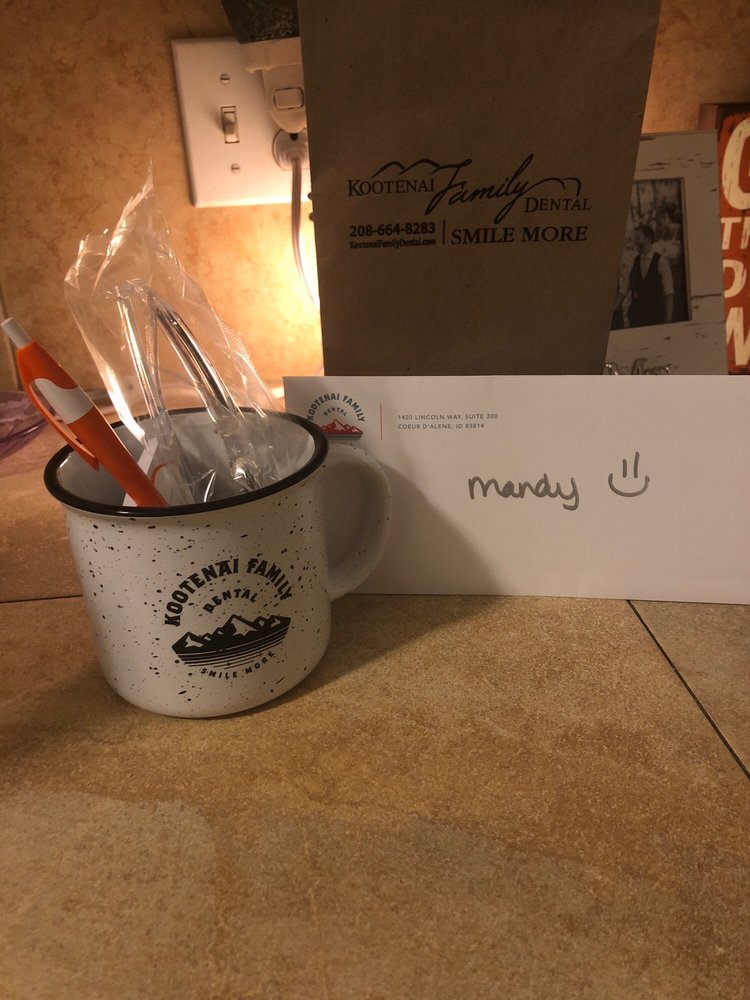 KOOTENAI Family DENTAL
208-664-8283
KootenaiFamilyDental.com
SMILE MORE
KOOTENAI FAMILY
DENTAL
1420 LINCOLN WAY, SUITE 200
COEUR D'ALENE, ID 83814
mandy
KOOTENAI FAMILY
DENTAL
SMILE MORE